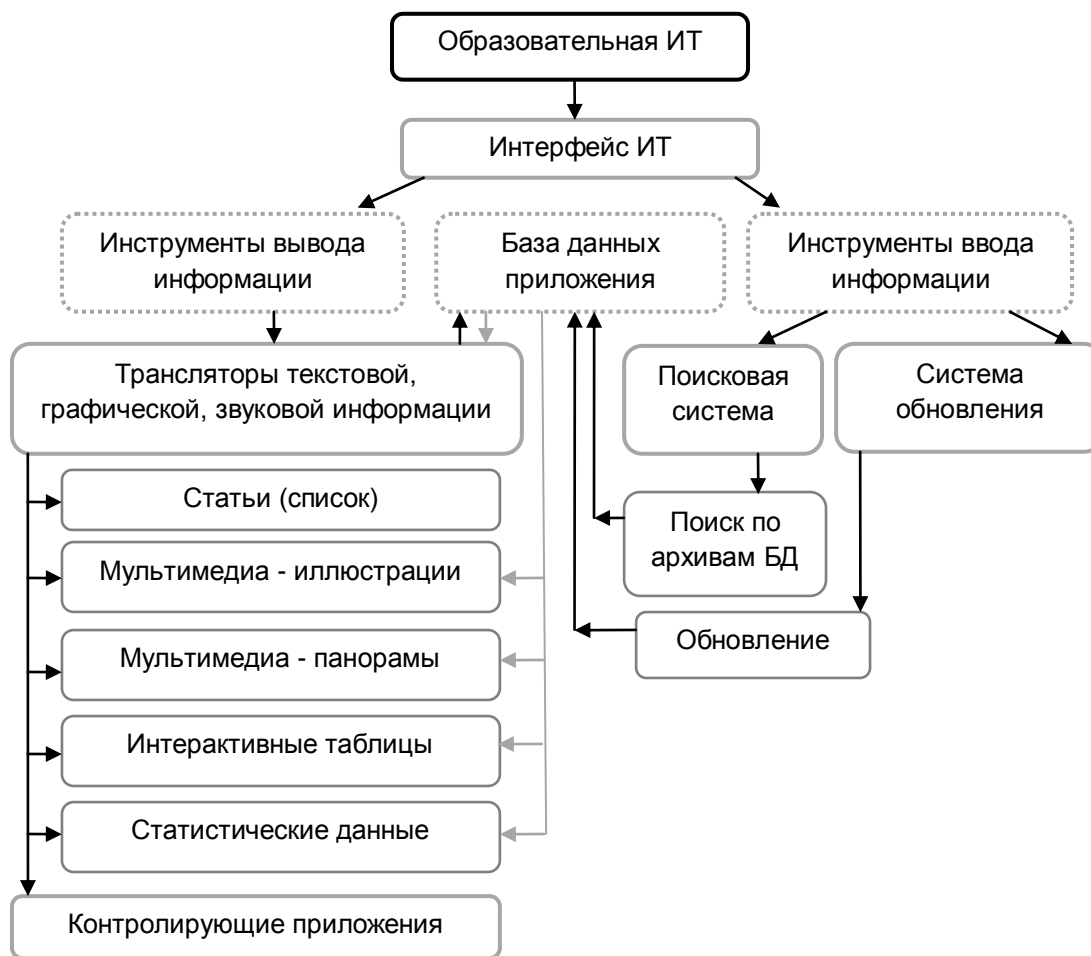 Образовательная ИТ
Интерфейс ИТ
Инструменты вывода
информации
База данных
приложения
Инструменты ввода
информации
Трансляторы текстовой,
графической, звуковой информации
Поисковая
система
Система
обновления
Статьи (список)
Поиск по
архивам БД
Мультимедиа - иллюстрации
Обновление
Мультимедиа - панорамы
Интерактивные таблицы
Статистические данные
Контролирующие приложения